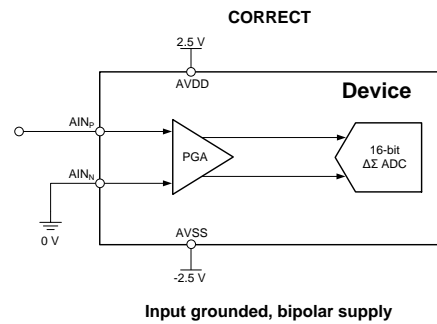 CORRECT
2.5 V
AVDD
Device
AINP
PGA
16-bit
ΔΣ ADC
AINN
0 V
AVSS
-2.5 V
Input grounded, bipolar supply